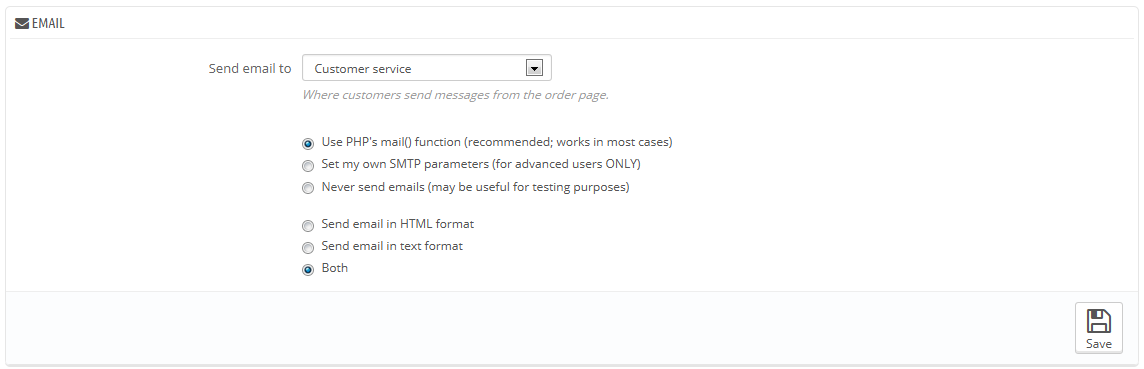 EMAIL
Send email to Customer service
Where customers send messages from the order page.
Use PHP's mail() function (recommended; works in most cases)
Set my own SMTP parameters (for advanced users ONLY)
Never send emails (may be useful for testing purposes)
Send email in HTML format
Send email in text format
Both
Save